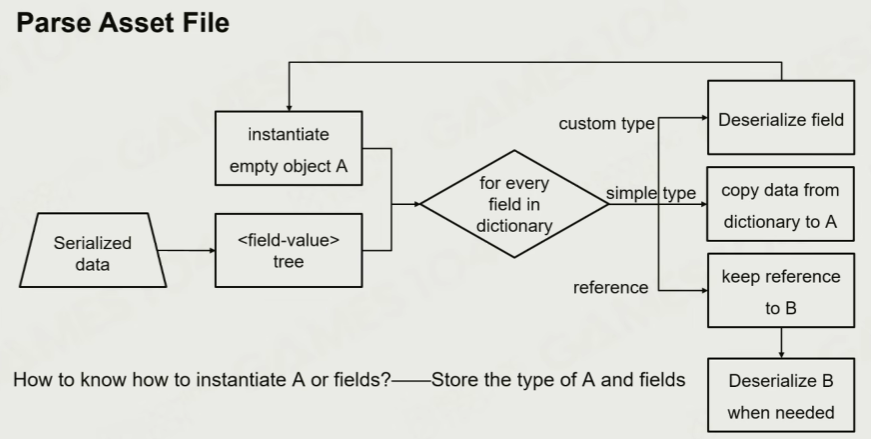 Parse Asset File
instantiate
empty object A
Serialized
data
<field-value>
tree
for every
field in
dictionary
custom type
simple type
reference
Deserialize field
copy data from
dictionary to A
keep reference
to B
Deserialize B
when needed
How to know how to instantiate A or fields?——Store the type of A and fields